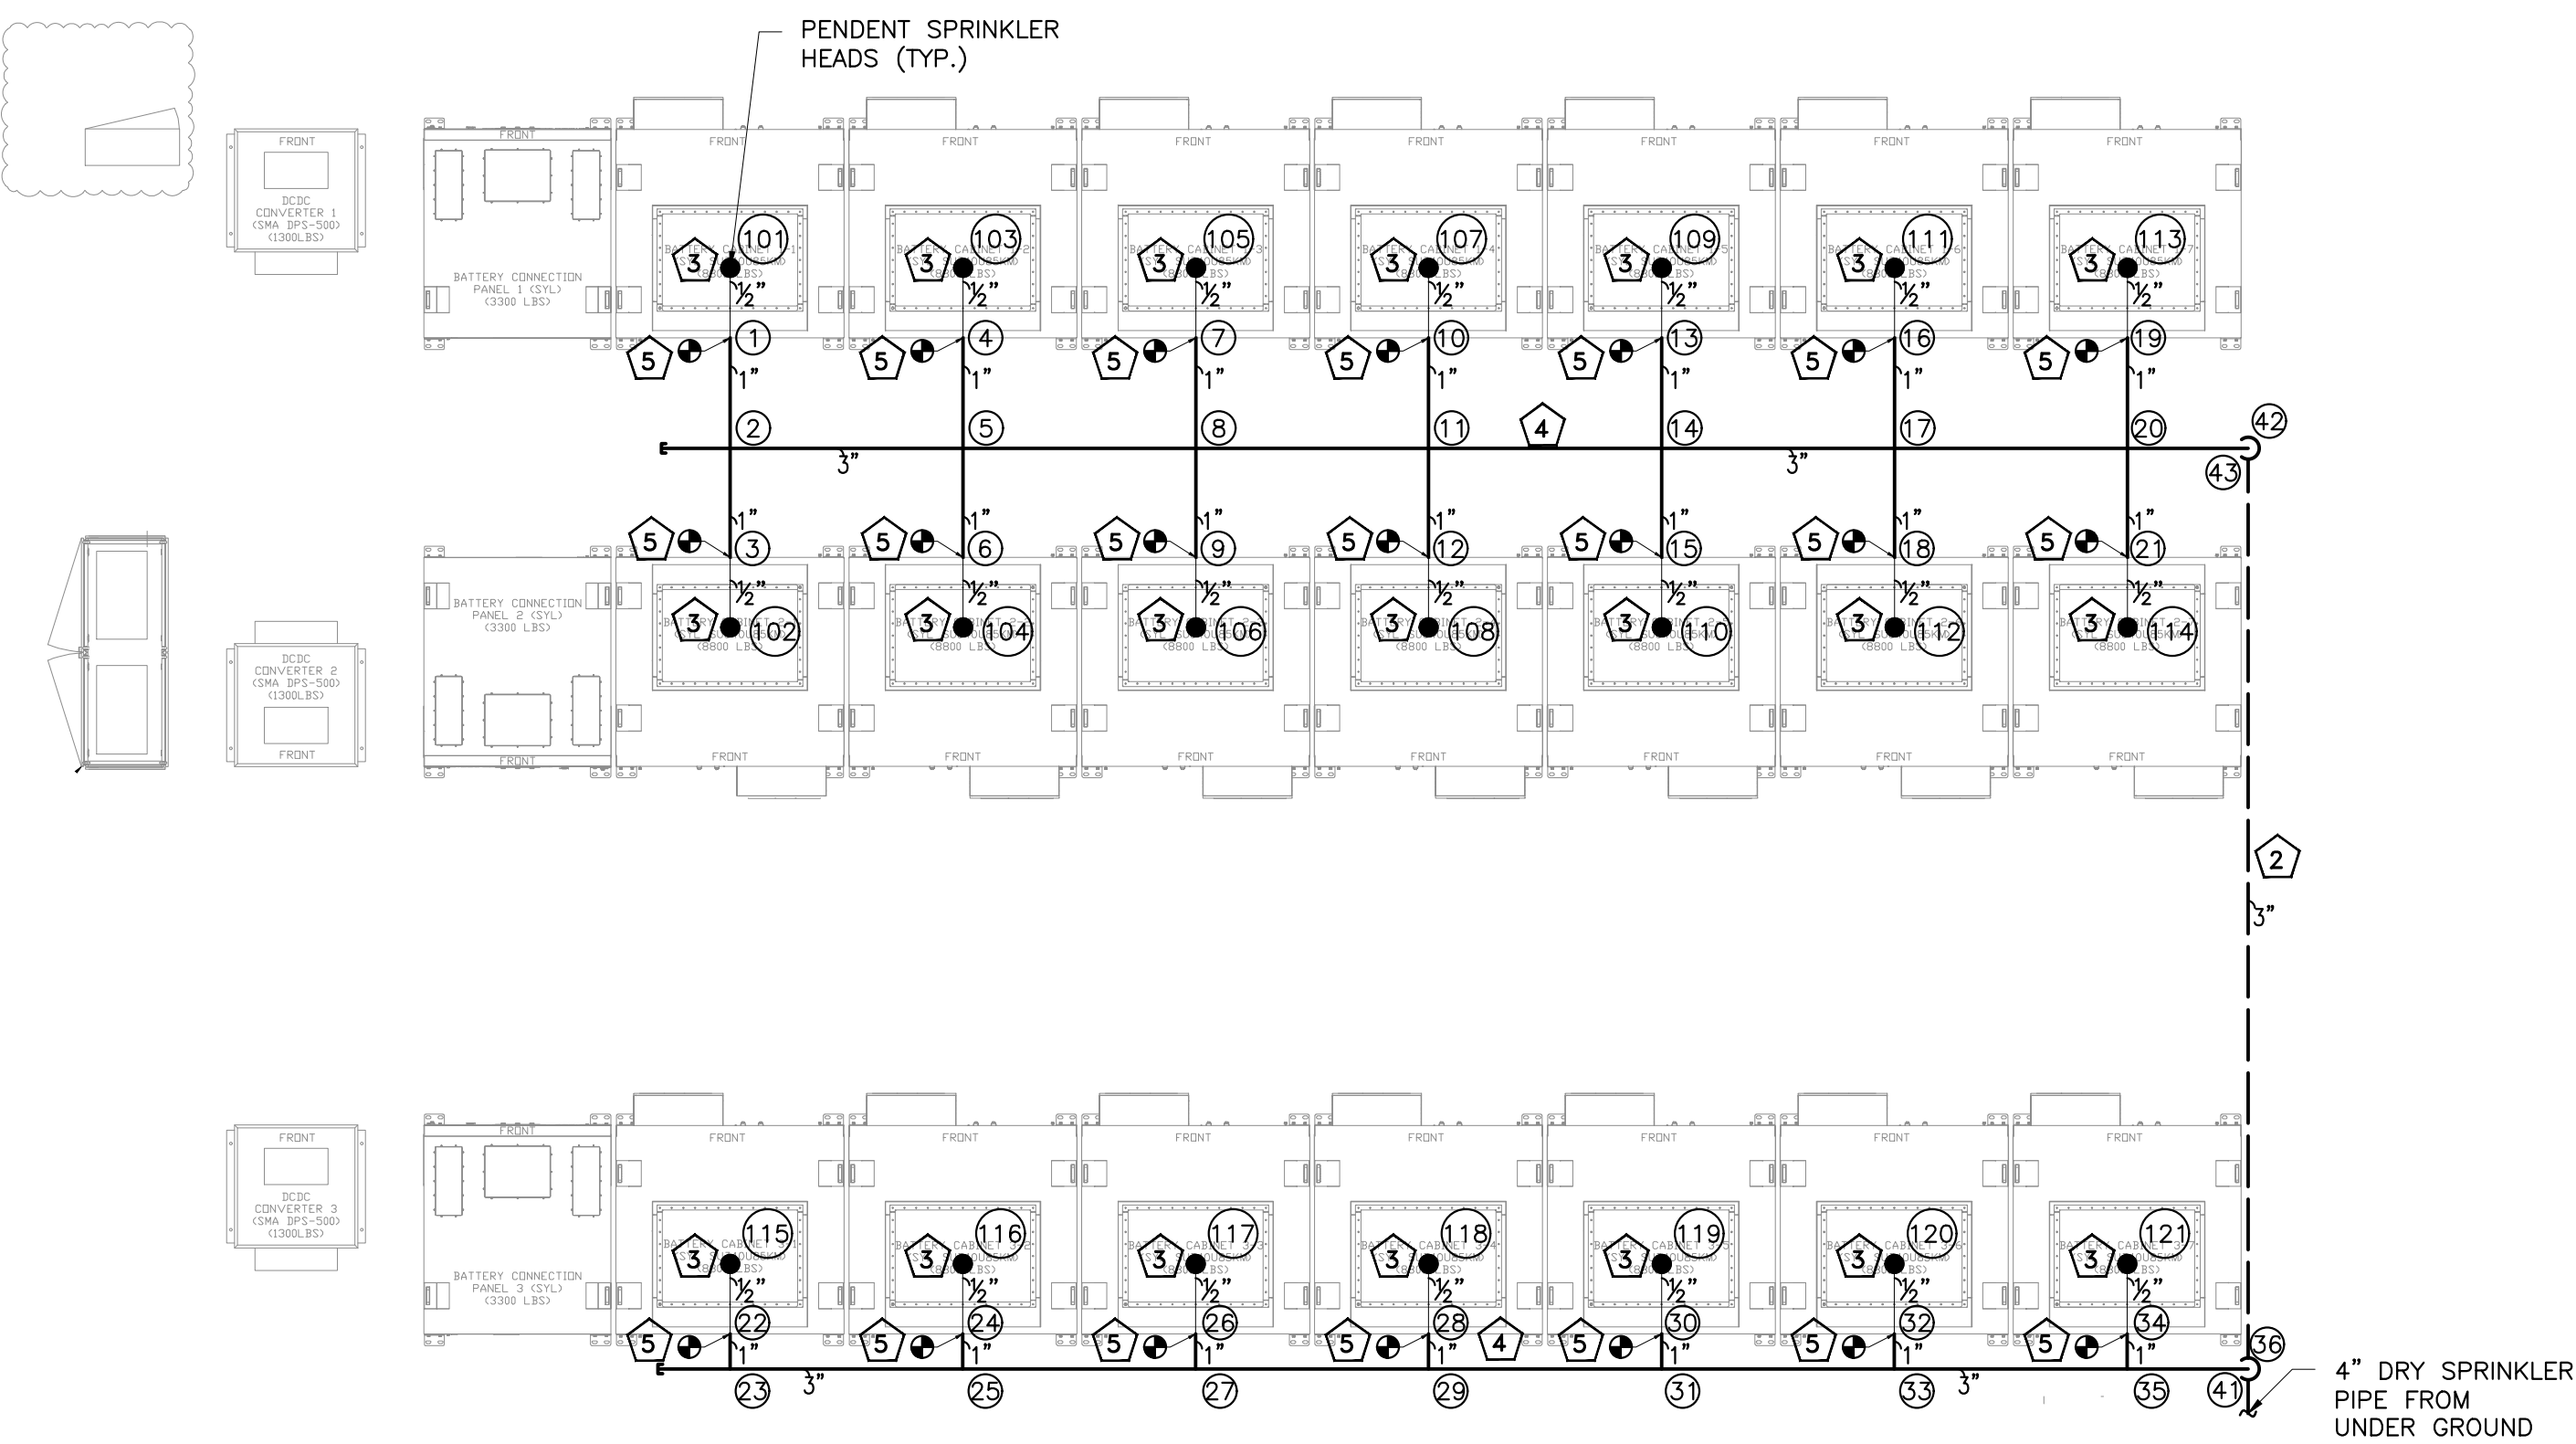 PENDENT SPRINKLER
HEADS (TYP.)
FRONT
DCDC
CONVERTER 1
(SMA DPS-500)
(1300LBS)
FRONT
BATTERY CONNECTION
PANEL 1 (SYL)
(3300 LBS)
FRONT FRONT FRONT FRONT FRONT FRONT FRONT
101 103 105 107 109 111 113
BATTERY CABINET
3 3 3 3 3 3 3
½" ½" ½" ½" ½" ½" ½"
1 4 7 10 13 16 19
5 5 5 5 5 5 5
1" 1" 1" 1" 1" 1" 1"
2 5 8 11 4 14 17 20 42
3" 3" 43
1" 1" 1" 1" 1" 1" 1"
5 3 5 6 5 9 5 12 5 15 5 18 5 21
½" ½" ½" ½" ½" ½" ½"
BATTERY CONNECTION
PANEL 2 (SYL)
(3300 LBS)
3 102 3 104 3 106 3 108 3 110 3 112 3 114
(8800 LBS) (8800 LBS) (8800 LBS) (8800 LBS) (8800 LBS) (8800 LBS) (8800 LBS)
DCDC
CONVERTER 2
(SMA DPS-500)
(1300LBS)
FRONT
FRONT
FRONT FRONT FRONT FRONT FRONT FRONT FRONT
2
3"
FRONT
DCDC
CONVERTER 3
(SMA DPS-500)
(1300LBS)
FRONT
BATTERY CONNECTION
PANEL 3 (SYL)
(3300 LBS)
FRONT FRONT FRONT FRONT FRONT FRONT FRONT
115 116 117 118 119 120 121
3 3 3 3 3 3 3
½" ½" ½" ½" ½" ½" ½"
22 24 26 28 30 32 34
5 5 5 5 4 5 5 5 36
1" 1" 1" 1" 1" 1" 1"
3" 3"
23 25 27 29 31 33 35 41
4" DRY SPRINKLER
PIPE FROM
UNDER GROUND